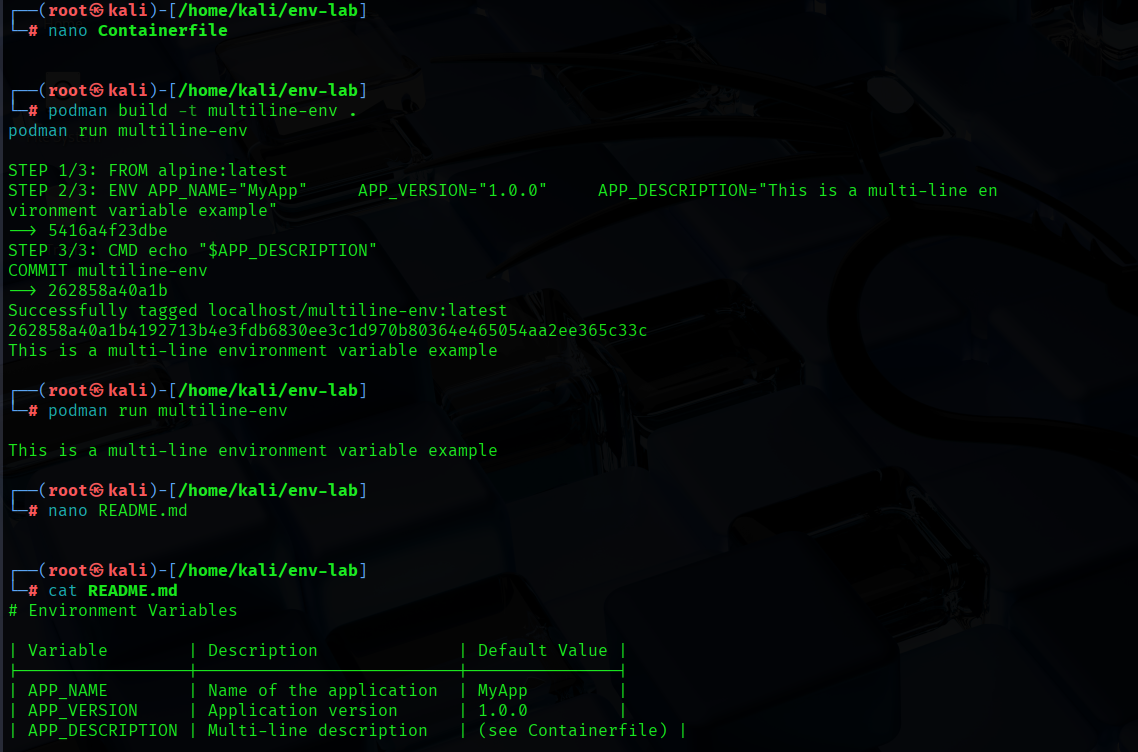 ┌──(root㉿kali)-[/home/kali/env-lab]
└─# nano Containerfile
┌──(root㉿kali)-[/home/kali/env-lab]
└─# podman build -t multiline-env .
podman run multiline-env
STEP 1/3: FROM alpine:latest
STEP 2/3: ENV APP_NAME="MyApp"     APP_VERSION="1.0.0"     APP_DESCRIPTION="This is a multi-line en
vironment variable example"
--> 5416a4f23dbe
STEP 3/3: CMD echo "$APP_DESCRIPTION"
COMMIT multiline-env
--> 262858a40a1b
Successfully tagged localhost/multiline-env:latest
262858a40a1b4192713b4e3fdb6830ee3c1d970b80364e465054aa2ee365c33c
This is a multi-line environment variable example
┌──(root㉿kali)-[/home/kali/env-lab]
└─# podman run multiline-env
This is a multi-line environment variable example
┌──(root㉿kali)-[/home/kali/env-lab]
└─# nano README.md
┌──(root㉿kali)-[/home/kali/env-lab]
└─# cat README.md
# Environment Variables
| Variable        | Description              | Default Value |
|-----------------|--------------------------|---------------|
| APP_NAME        | Name of the application  | MyApp         |
| APP_VERSION     | Application version      | 1.0.0         |
| APP_DESCRIPTION | Multi-line description   | (see Containerfile) |